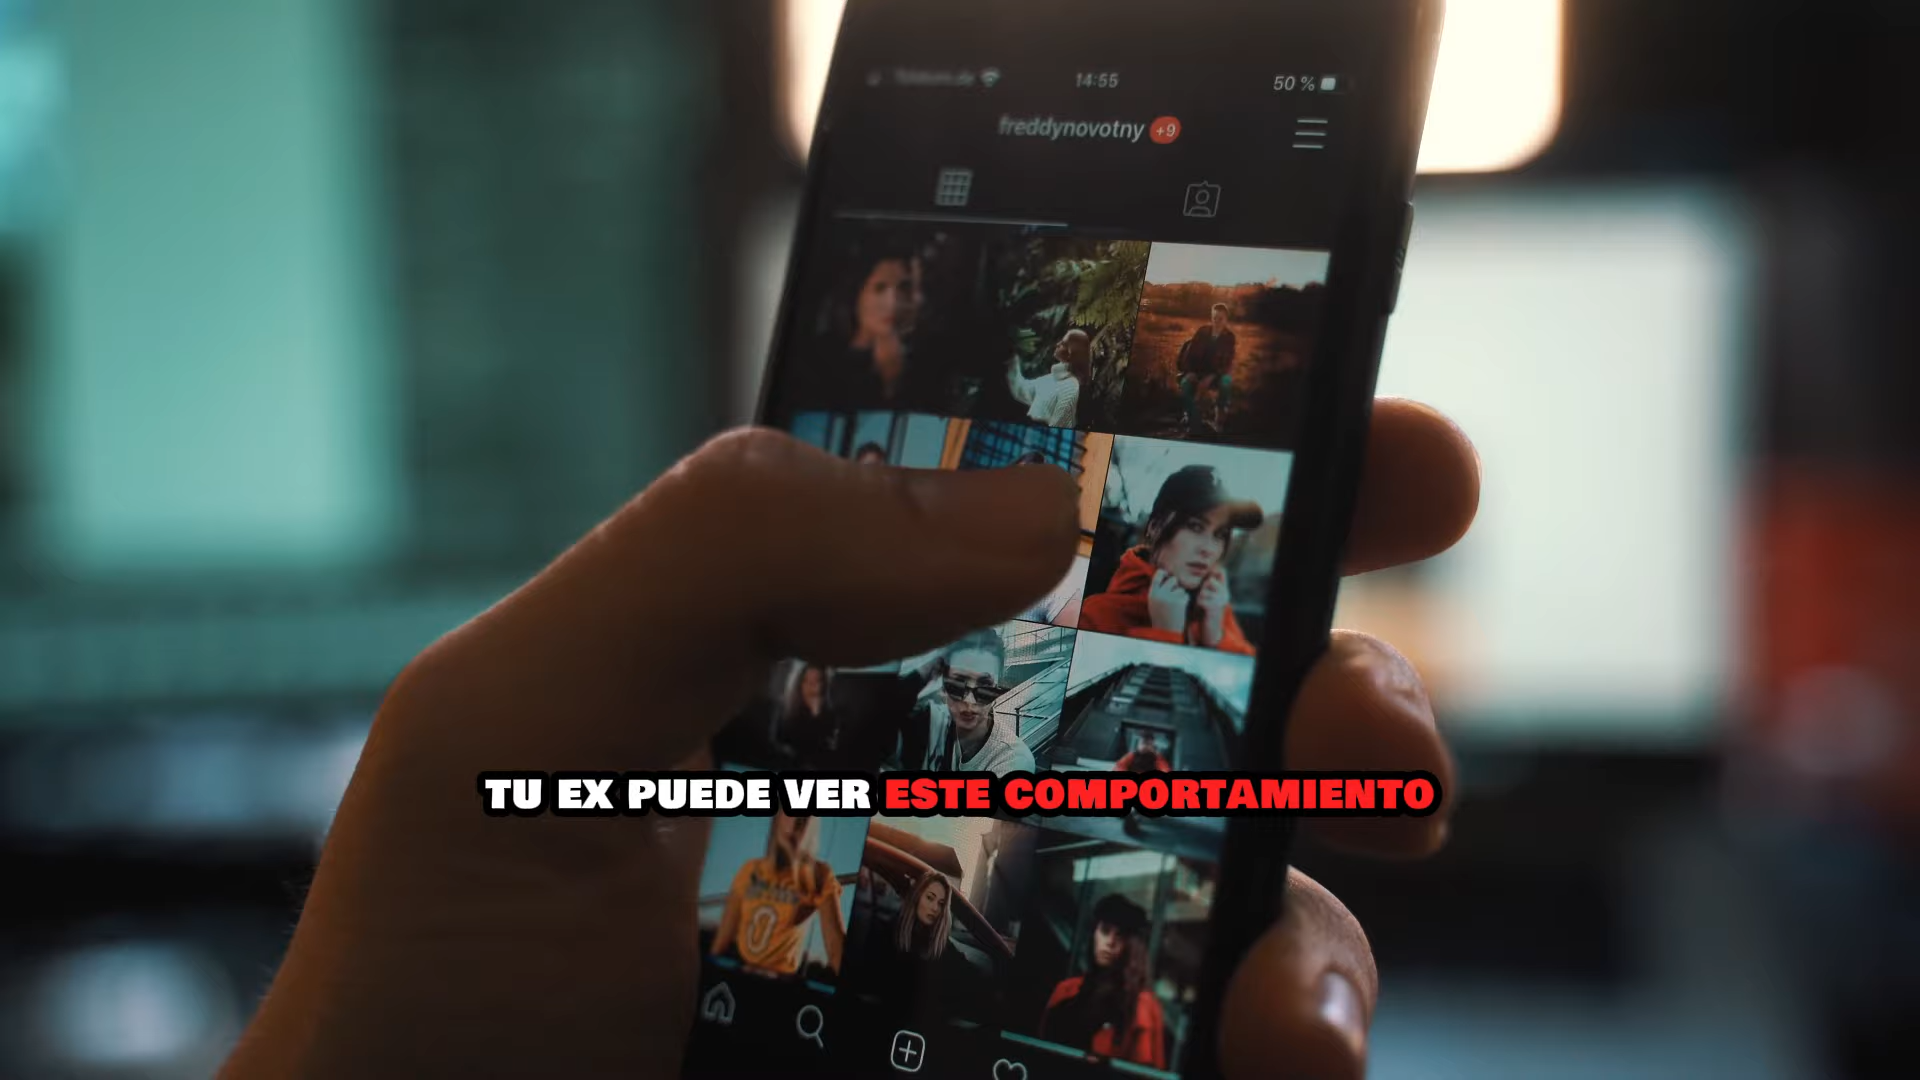 14:55
50 %
freddynovotny +9
TU EX PUEDE VER ESTE COMPORTAMIENTO